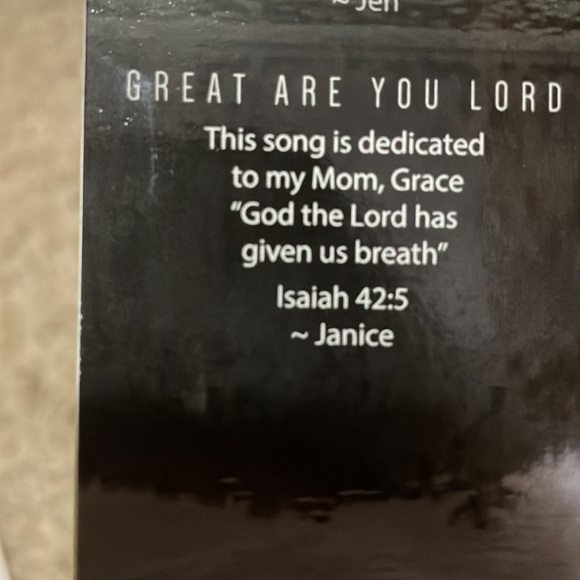 ~ Jen
GREAT ARE YOU LORD
This song is dedicated
to my Mom, Grace
“God the Lord has
given us breath”
Isaiah 42:5
~ Janice